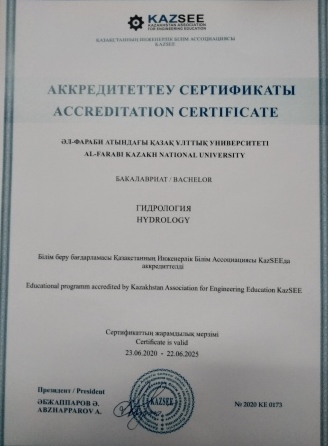 KAZSEE
KAZAKHSTAN ASSOCIATION
FOR ENGINEERING EDUCATION
ҚАЗАҚСТАННЫҢ ИНЖЕНЕРЛІК БІЛІМ АССОЦИАЦИЯСЫ
KAZSEE
АККРЕДИТЕТТЕУ СЕРТИФИКАТЫ
ACCREDITATION CERTIFICATE
ӘЛ-ФАРАБИ АТЫНДАҒЫ ҚАЗАҚ ҰЛТТЫҚ УНИВЕРСИТЕТІ
AL-FARABI KAZAKH NATIONAL UNIVERSITY
БАКАЛАВРИАТ / BACHELOR
ГИДРОЛОГИЯ
HYDROLOGY
Білім беру бағдарламасы Қазақстанның Инженерлік Білім Ассоциациясы KazSEEда
аккредиттелді
Educational programm accredited by Kazakhstan Association for Engineering Education KazSEE
Сертификаттың жарамдылық мерзімі
Certificate is valid
23.06.2020 - 22.06.2025
Президент / President
ӘБЖАППАРОВ Ә.
ABZHAPPAROV A.
KAZSEE
№ 2020 KE 0173